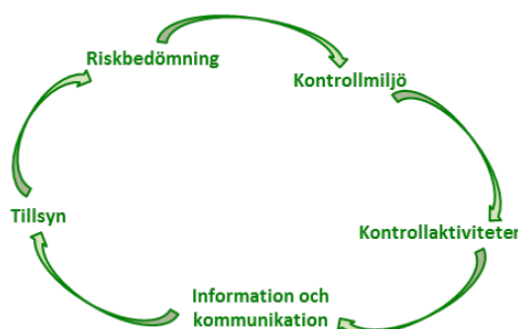 Riskbedömning
Kontrollmiljö
Kontrollaktiviteter
Information och
kommunikation
Tillsyn